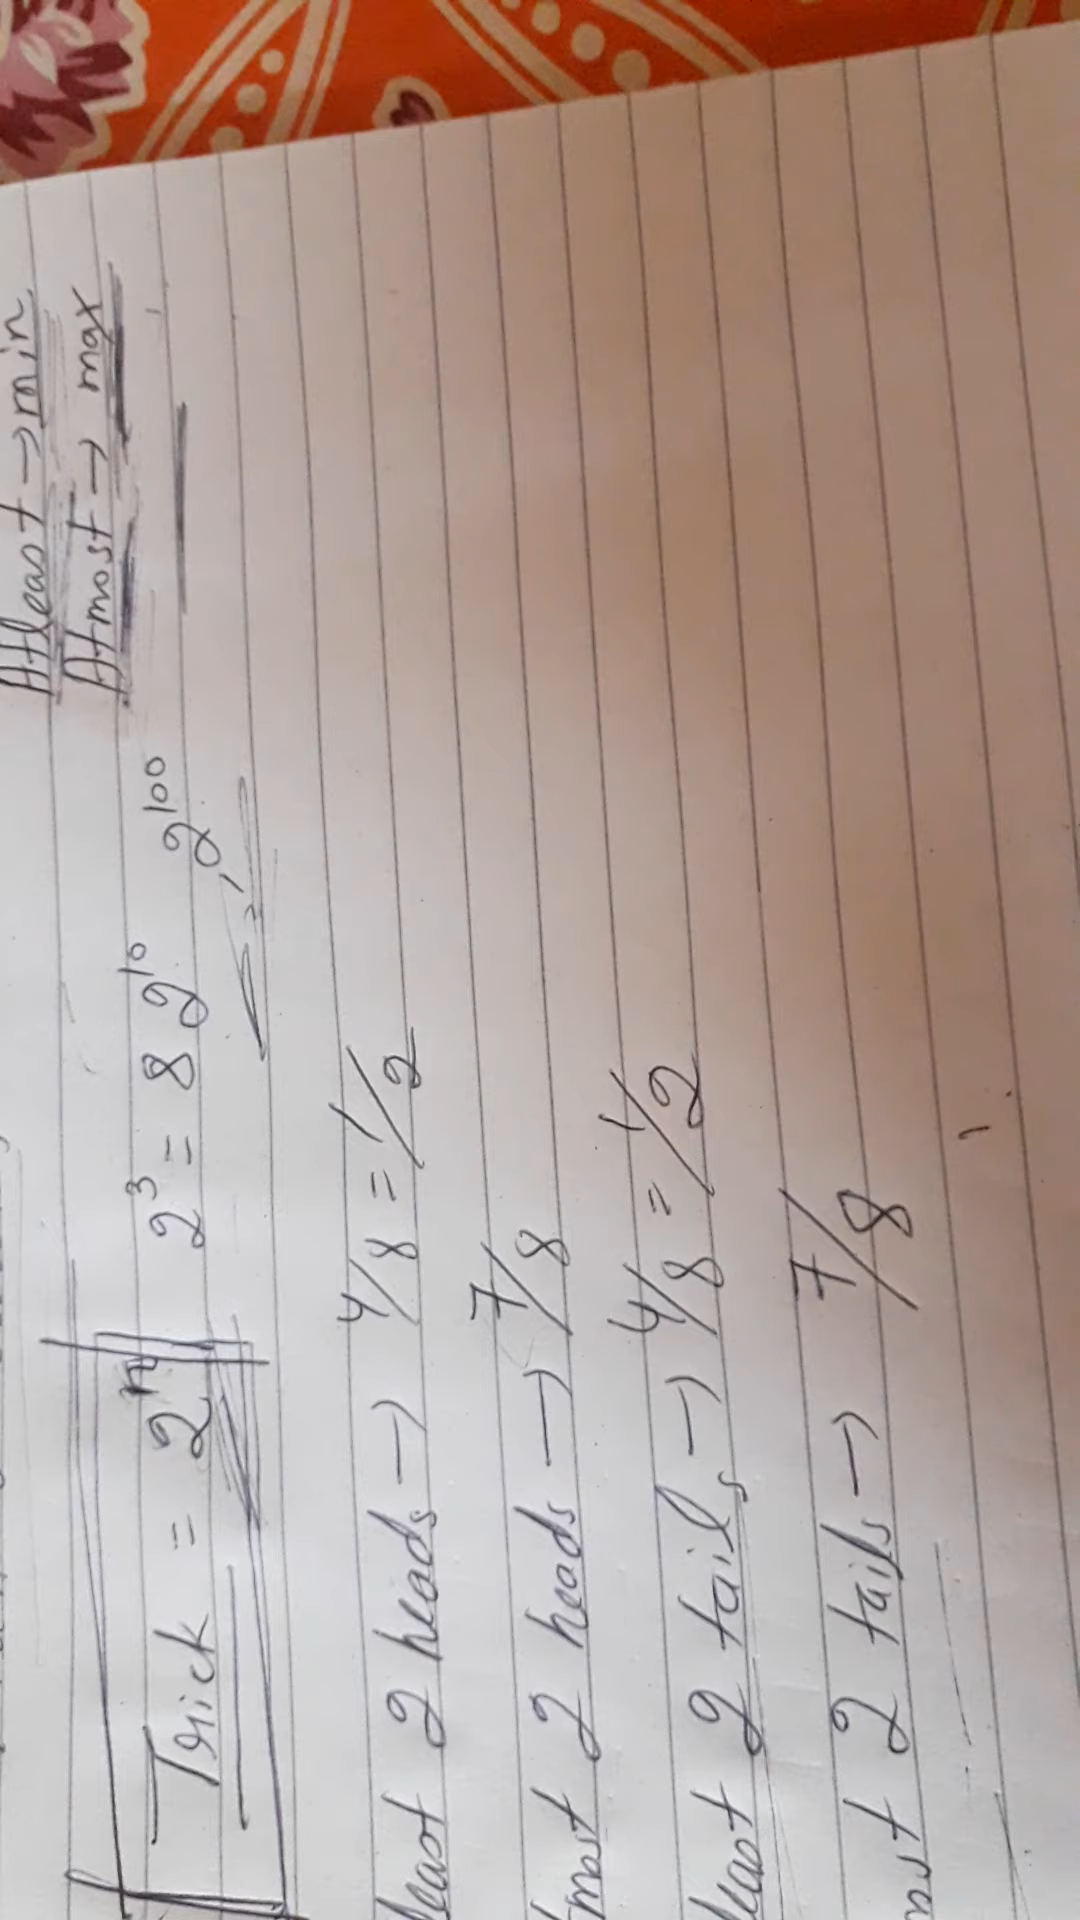 Atleast → min.
Atmost → max
Trick = 2ⁿ 2³ = 8 2¹⁰, 2¹⁰⁰
least 2 heads → 4/8 = 1/2
most 2 heads → 7/8
least 2 tails → 4/8 = 1/2
most 2 tails → 7/8